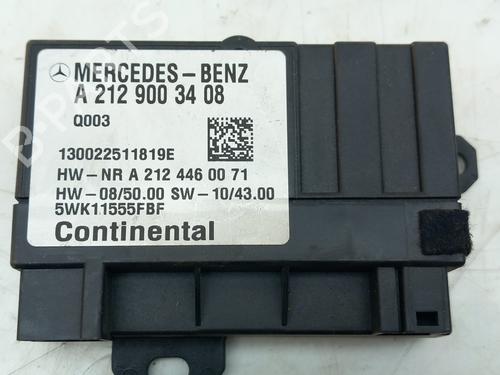 MERCEDES-BENZ
A 212 900 34 08
Q003
130022511819E
HW-NR A 212 446 00 71
HW-08/50.00 SW-10/43.00
5WK11555FBF
Continental